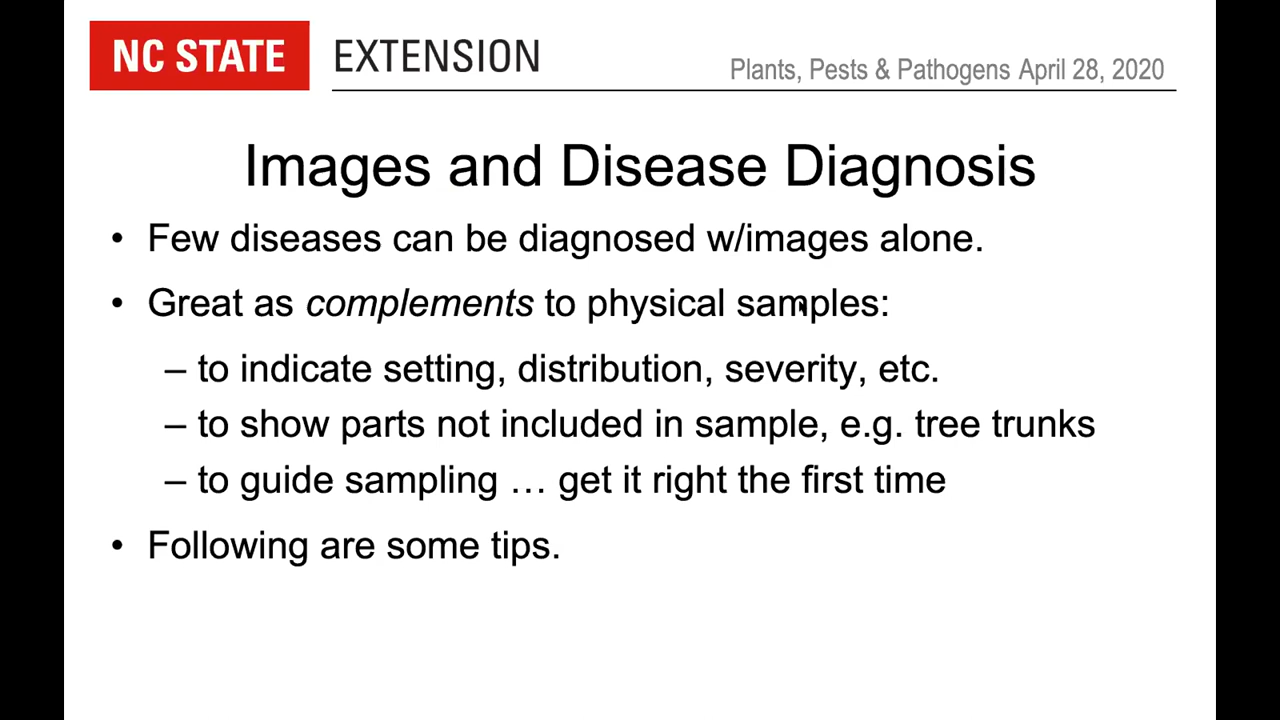 NC STATE EXTENSION
Plants, Pests & Pathogens April 28, 2020
Images and Disease Diagnosis
• Few diseases can be diagnosed w/images alone.
• Great as complements to physical samples:
– to indicate setting, distribution, severity, etc.
– to show parts not included in sample, e.g. tree trunks
– to guide sampling … get it right the first time
• Following are some tips.